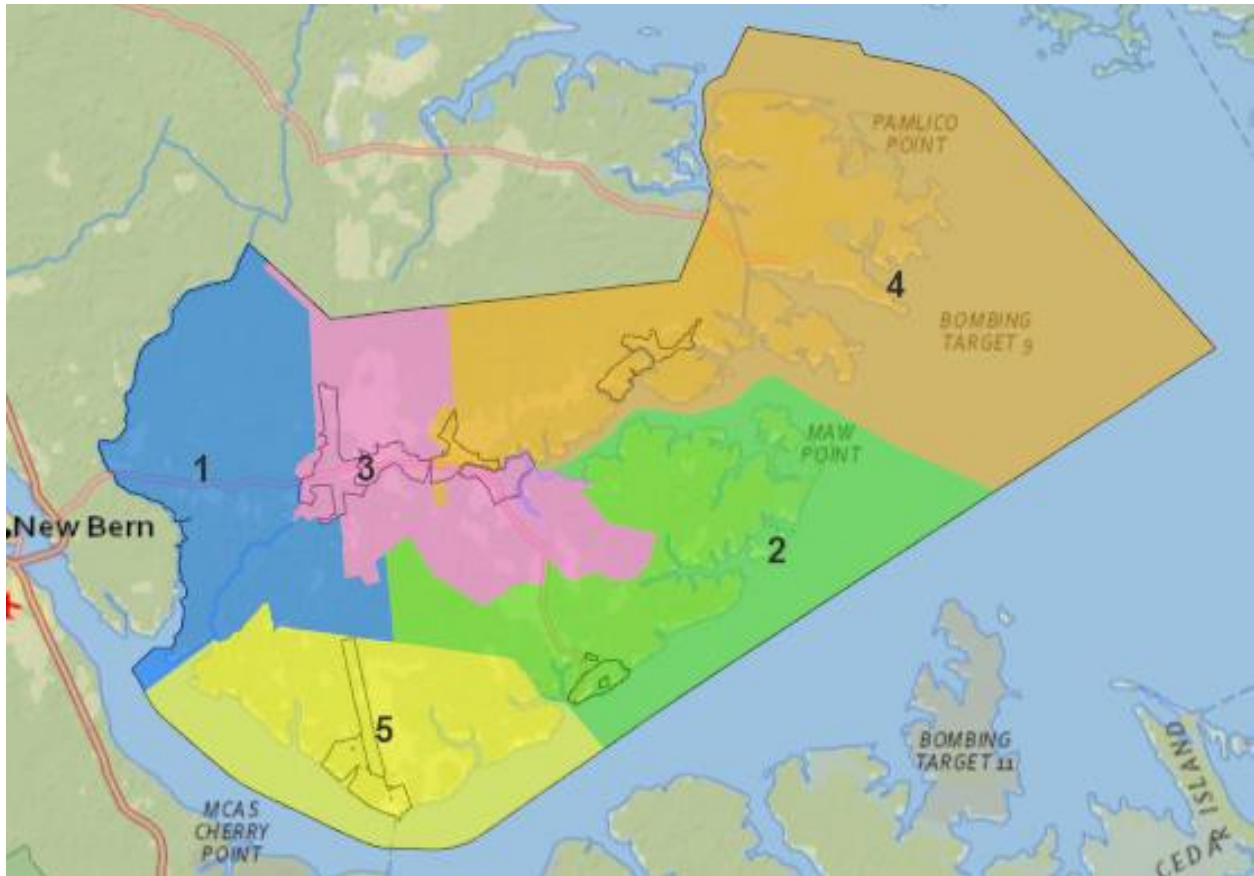 PAMLICO
POINT
4
BOMBING
TARGET 9
MAW
POINT
1
3
New Bern
2
5
BOMBING
TARGET 11
MCAS
CHERRY
POINT
CEDAR ISLAND